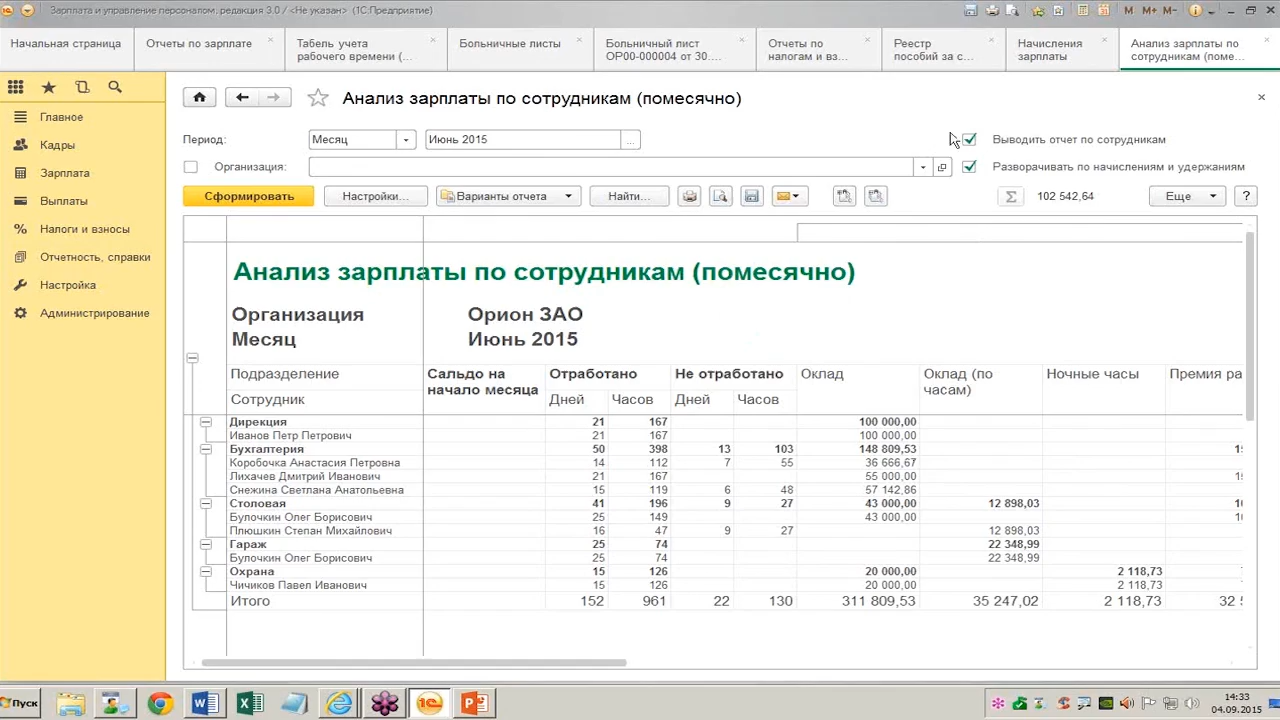 Зарплата и управление персоналом, редакция 3.0 / <Не указан> (1С:Предприятие)
M M+ M-
Начальная страница
Отчеты по зарплате
Табель учета рабочего времени (...
Больничные листы
Больничный лист ОР00-000004 от 30....
Отчеты по налогам и вз...
Реестр пособий за с...
Начисления зарплаты
Анализ зарплаты по сотрудникам (поме...
Главное
Кадры
Зарплата
Выплаты
Налоги и взносы
Отчетность, справки
Настройка
Администрирование
Анализ зарплаты по сотрудникам (помесячно)
Период: Месяц Июнь 2015 ... Выводить отчет по сотрудникам
Организация: Разворачивать по начислениям и удержаниям
Сформировать Настройки... Варианты отчета Найти... Σ 102 542,64 Еще ?
Анализ зарплаты по сотрудникам (помесячно)
Организация Орион ЗАО
Месяц Июнь 2015
Подразделение Сальдо на начало месяца Отработано Не отработано Оклад Оклад (по часам) Ночные часы Премия ра
Сотрудник Дней Часов Дней Часов
Дирекция 21 167 100 000,00
Иванов Петр Петрович 21 167 100 000,00
Бухгалтерия 50 398 13 103 148 809,53 15
Коробочка Анастасия Петровна 14 112 7 55 36 666,67
Лихачев Дмитрий Иванович 21 167 55 000,00 15
Снежина Светлана Анатольевна 15 119 6 48 57 142,86
Столовая 41 196 9 27 43 000,00 12 898,03 10
Булочкин Олег Борисович 25 149 43 000,00 10
Плюшкин Степан Михайлович 16 47 9 27 12 898,03
Гараж 25 74 22 348,99
Булочкин Олег Борисович 25 74 22 348,99
Охрана 15 126 20 000,00 2 118,73
Чичиков Павел Иванович 15 126 20 000,00 2 118,73
Итого 152 961 22 130 311 809,53 35 247,02 2 118,73 32
Пуск
14:33
04.09.2015